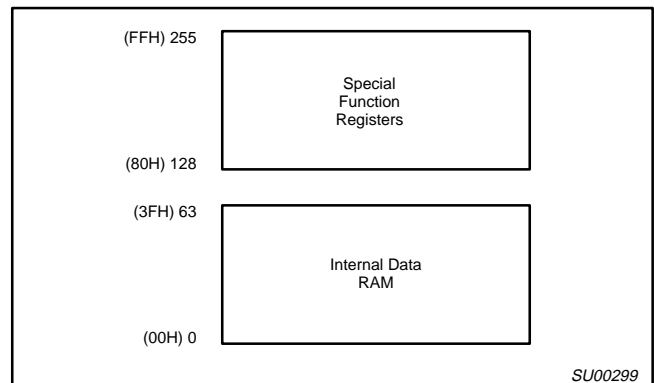 (FFH) 255
Special
Function
Registers
(80H) 128
(3FH) 63
Internal Data
RAM
(00H) 0
SU00299